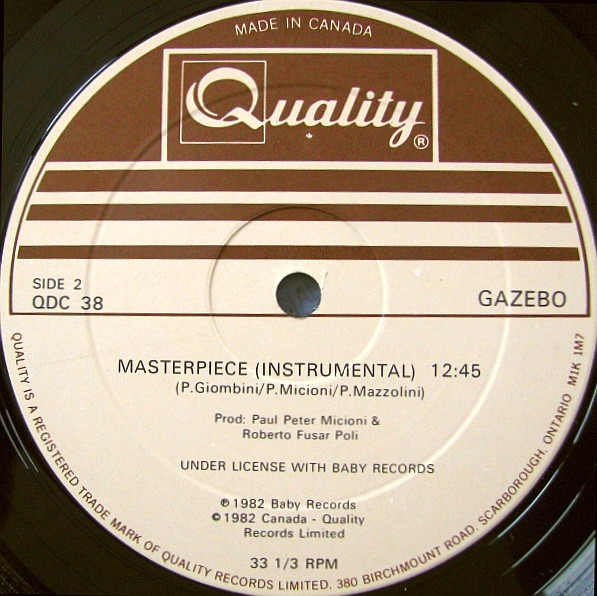 MADE IN CANADA
Quality®
SIDE 2
QDC 38
GAZEBO
MASTERPIECE (INSTRUMENTAL) 12:45
(P.Giombini/P.Micioni/P.Mazzolini)
Prod: Paul Peter Micioni &
Roberto Fusar Poli
UNDER LICENSE WITH BABY RECORDS
℗ 1982 Baby Records
© 1982 Canada - Quality
Records Limited
33 1/3 RPM
QUALITY IS A REGISTERED TRADE MARK OF QUALITY RECORDS LIMITED, 380 BIRCHMOUNT ROAD, SCARBOROUGH, ONTARIO M1K 1M7